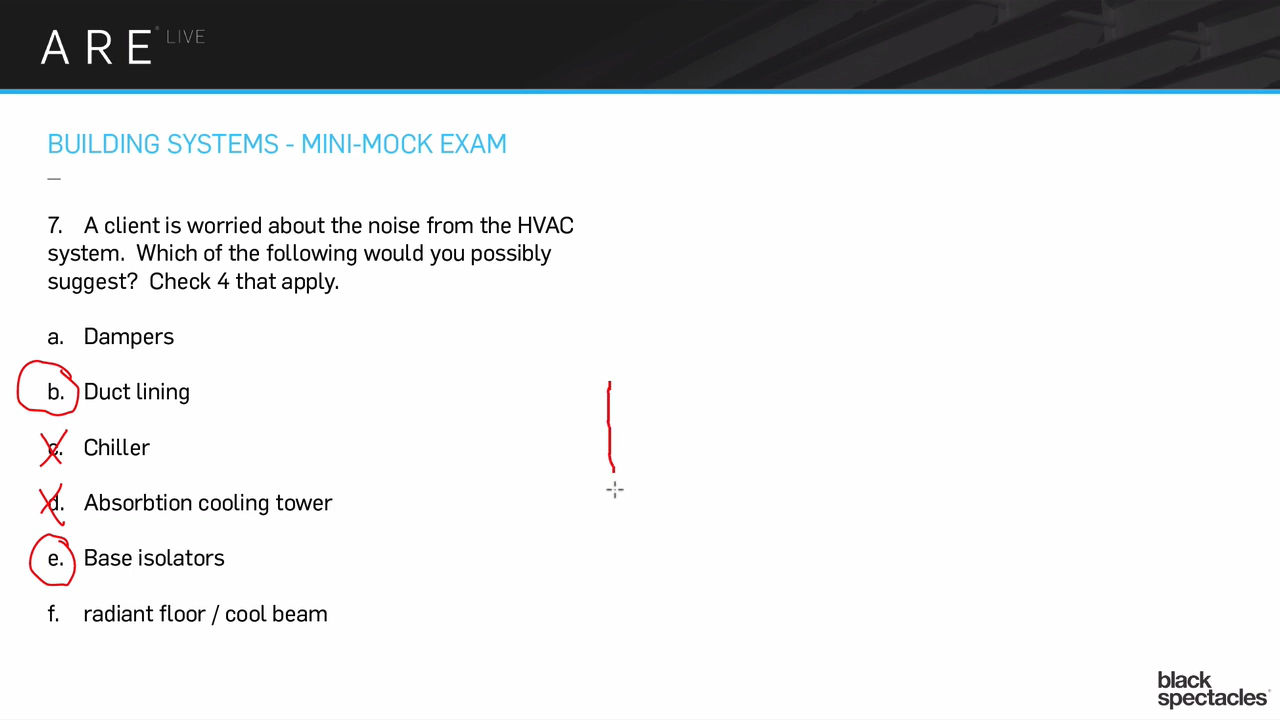 ARE® LIVE
BUILDING SYSTEMS - MINI-MOCK EXAM
7. A client is worried about the noise from the HVAC
system. Which of the following would you possibly
suggest? Check 4 that apply.
a. Dampers
b. Duct lining
c. Chiller
d. Absorbtion cooling tower
e. Base isolators
f. radiant floor / cool beam
black
spectacles®